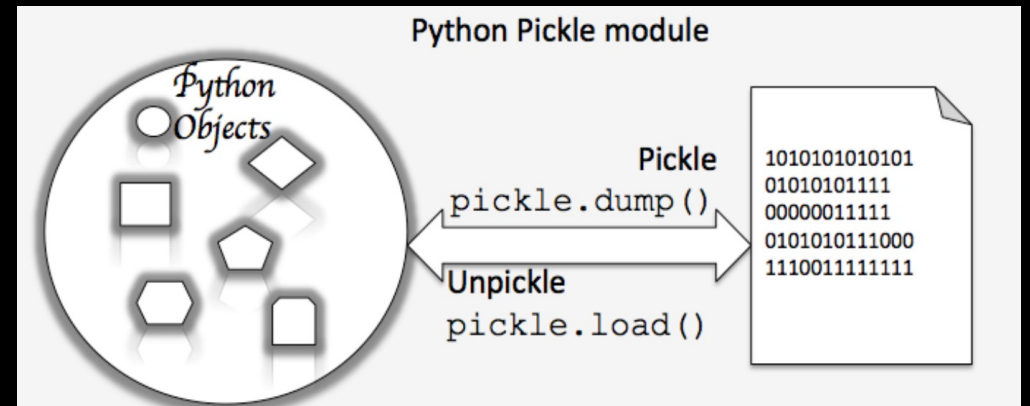 Python Pickle module
Python
Objects
Pickle
pickle.dump()
Unpickle
pickle.load()
1010101010101
01010101111
00000011111
0101010111000
1110011111111